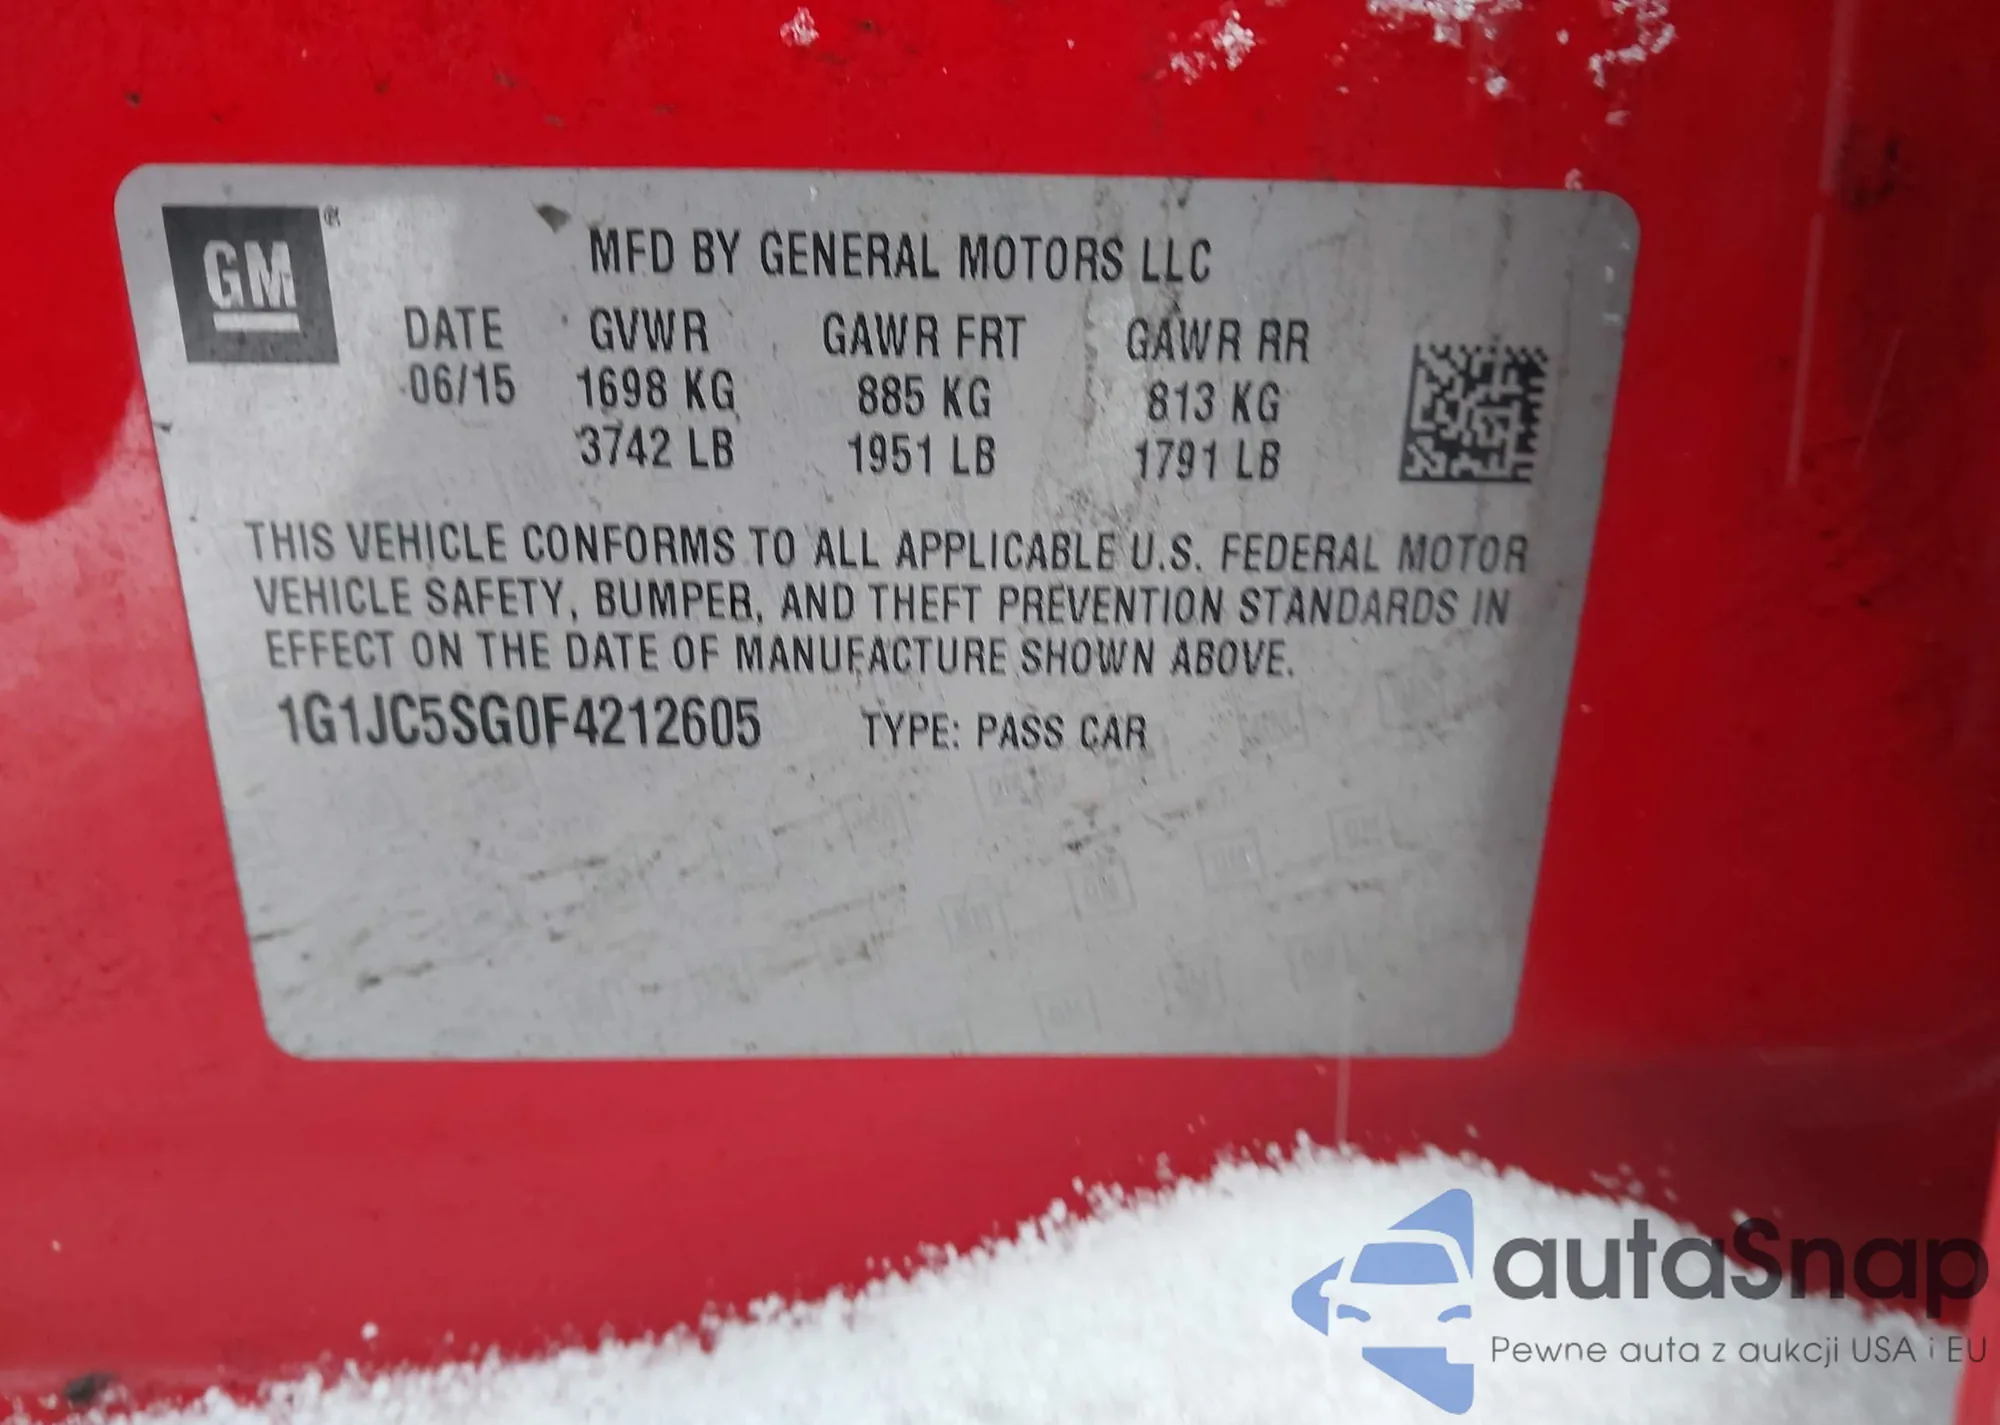 GM ®
MFD BY GENERAL MOTORS LLC
DATE GVWR GAWR FRT GAWR RR
06/15 1698 KG 885 KG 813 KG
3742 LB 1951 LB 1791 LB
THIS VEHICLE CONFORMS TO ALL APPLICABLE U.S. FEDERAL MOTOR
VEHICLE SAFETY, BUMPER, AND THEFT PREVENTION STANDARDS IN
EFFECT ON THE DATE OF MANUFACTURE SHOWN ABOVE.
1G1JC5SG0F4212605 TYPE: PASS CAR
autaSnap
Pewne auta z aukcji USA i EU